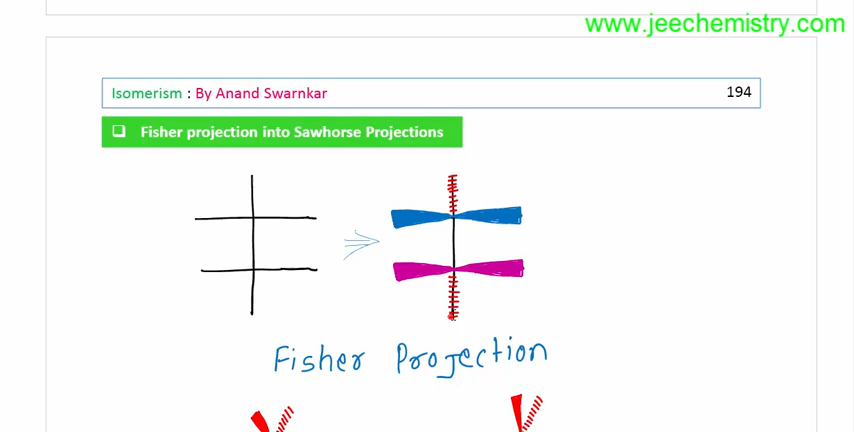 www.jeechemistry.com
Isomerism : By Anand Swarnkar 194
Fisher projection into Sawhorse Projections
Fisher Projection